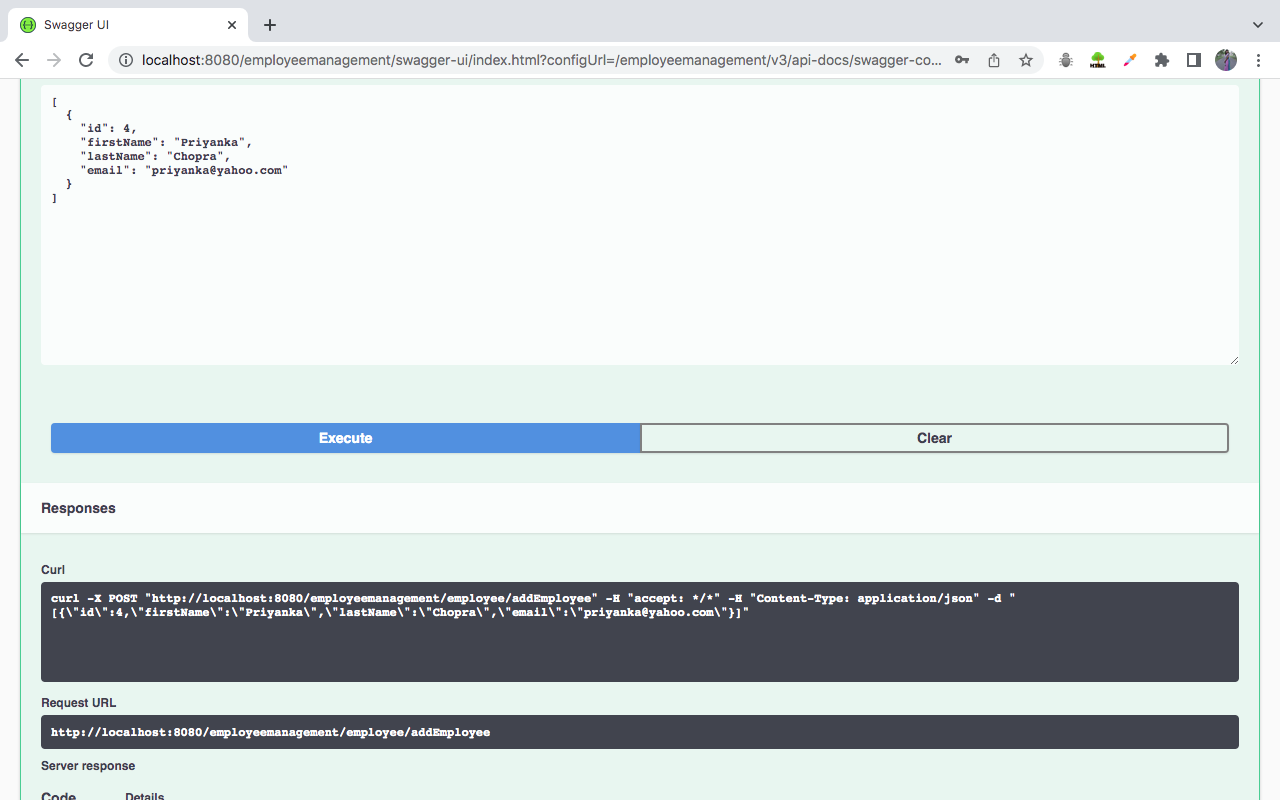 Swagger UI
localhost:8080/employeemanagement/swagger-ui/index.html?configUrl=/employeemanagement/v3/api-docs/swagger-co...
HTML
[
{
"id": 4,
"firstName": "Priyanka",
"lastName": "Chopra",
"email": "priyanka@yahoo.com"
}
]
Execute
Clear
Responses
Curl
curl -X POST "http://localhost:8080/employeemanagement/employee/addEmployee" -H "accept: */*" -H "Content-Type: application/json" -d "
[{\"id\":4,\"firstName\":\"Priyanka\",\"lastName\":\"Chopra\",\"email\":\"priyanka@yahoo.com\"}]"
Request URL
http://localhost:8080/employeemanagement/employee/addEmployee
Server response
Code Details